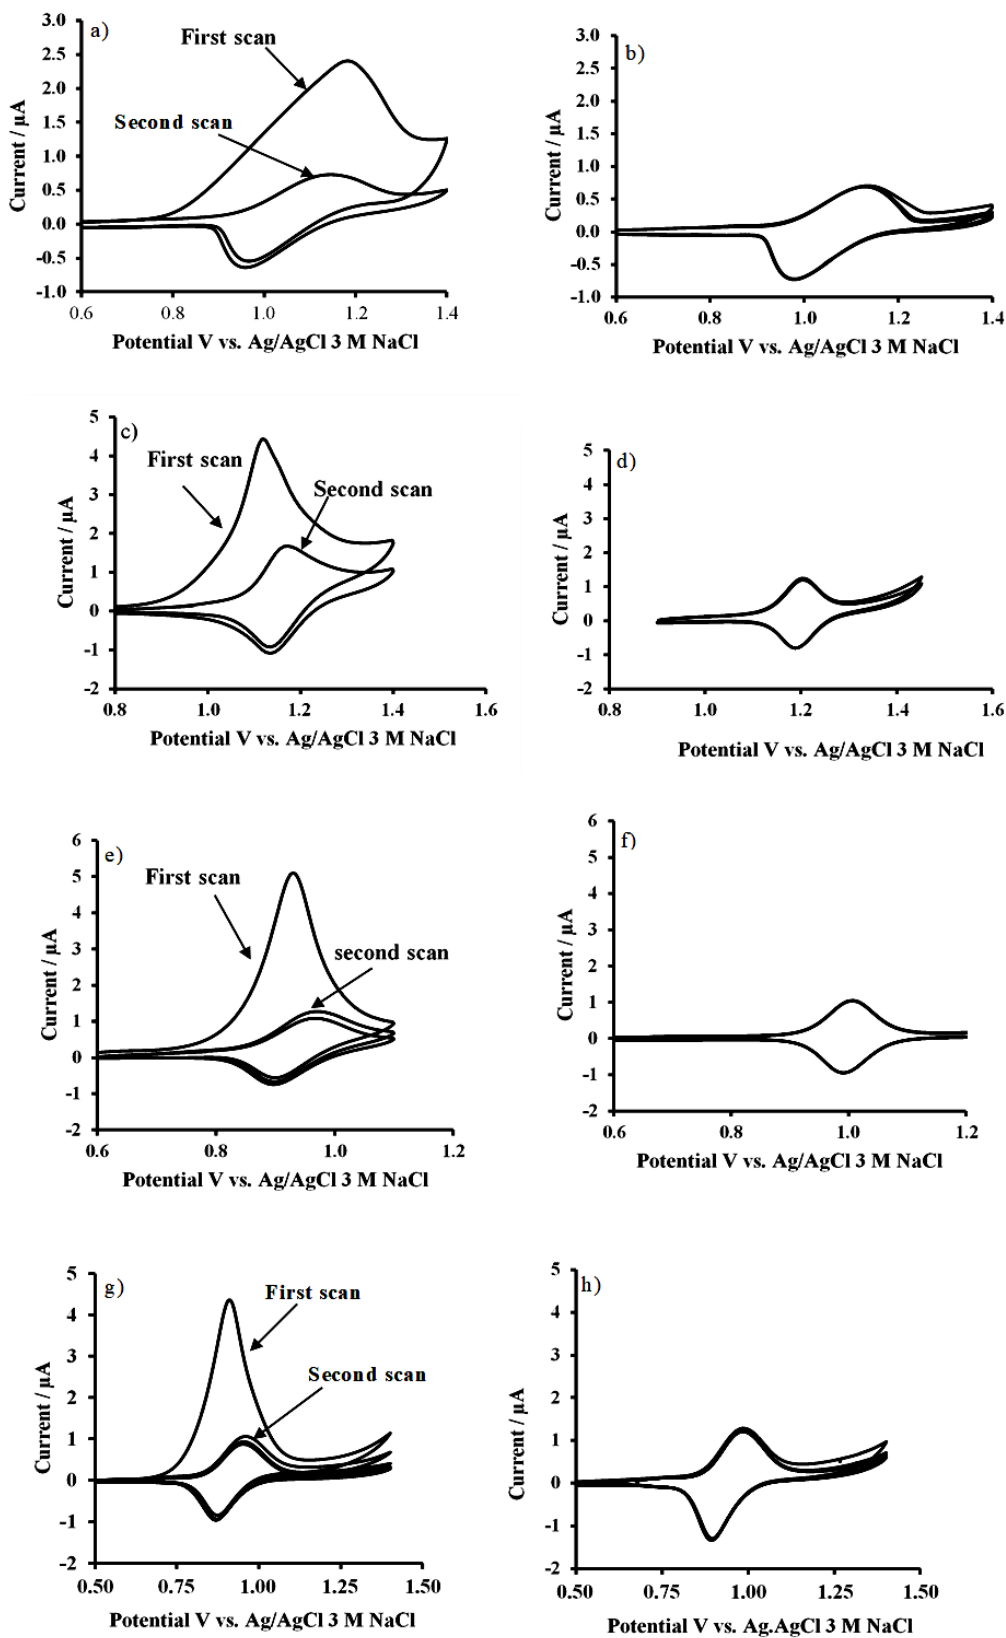 a)
First scan
Second scan
3.0
2.5
2.0
1.5
1.0
0.5
0.0
-0.5
-1.0
Current / µA
0.6 0.8 1.0 1.2 1.4
Potential V vs. Ag/AgCl 3 M NaCl
b)
3.0
2.5
2.0
1.5
1.0
0.5
0.0
-0.5
-1.0
Current / µA
0.6 0.8 1.0 1.2 1.4
Potential V vs. Ag/AgCl 3 M NaCl
c)
First scan
Second scan
5
4
3
2
1
0
-1
-2
Current / µA
0.8 1.0 1.2 1.4 1.6
Potential V vs. Ag/AgCl 3 M NaCl
d)
5
4
3
2
1
0
-1
-2
Current / µA
0.8 1.0 1.2 1.4 1.6
Potential V vs. Ag/AgCl 3 M NaCl
e)
First scan
second scan
6
5
4
3
2
1
0
-1
-2
Current / µA
0.6 0.8 1.0 1.2
Potential V vs. Ag/AgCl 3 M NaCl
f)
6
5
4
3
2
1
0
-1
-2
Current / µA
0.6 0.8 1.0 1.2
Potential V vs. Ag/AgCl 3 M NaCl
g)
First scan
Second scan
5
4
3
2
1
0
-1
-2
Current / µA
0.50 0.75 1.00 1.25 1.50
Potential V vs. Ag/AgCl 3 M NaCl
h)
5
4
3
2
1
0
-1
-2
Current / µA
0.50 0.75 1.00 1.25 1.50
Potential V vs. Ag.AgCl 3 M NaCl